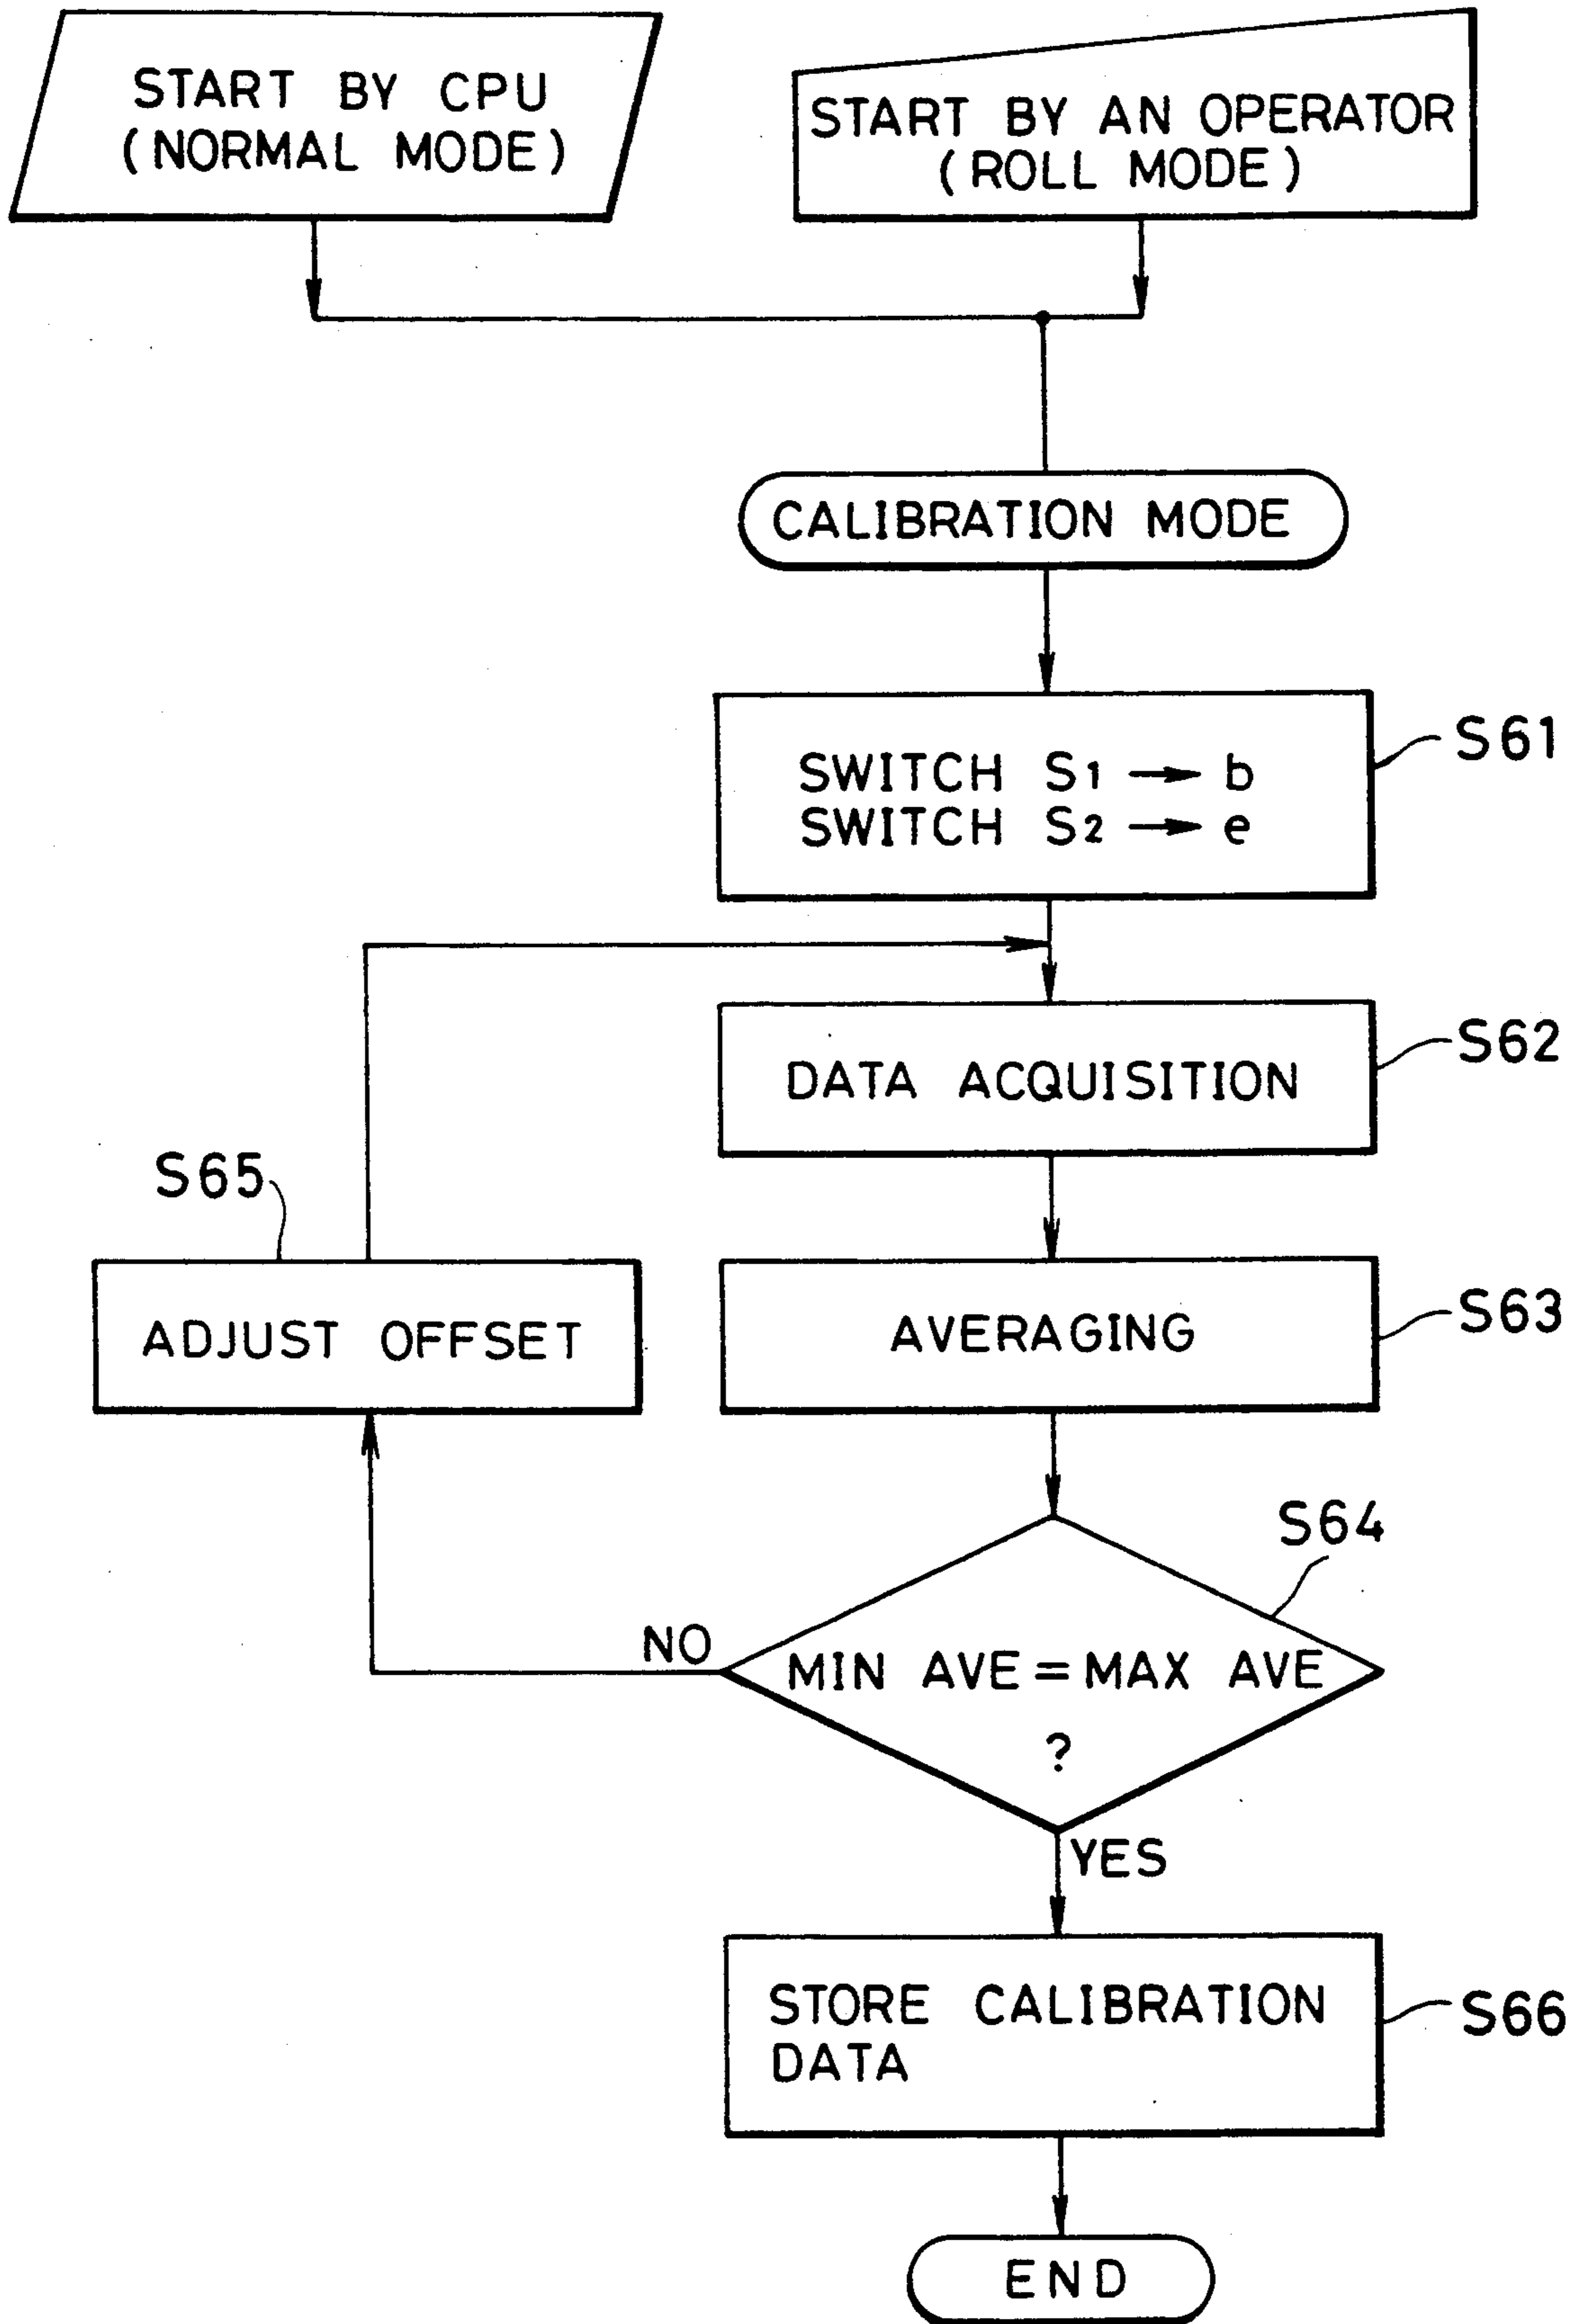 START BY CPU
(NORMAL MODE)
START BY AN OPERATOR
(ROLL MODE)
CALIBRATION MODE
SWITCH S1 → b
SWITCH S2 → e
S61
DATA ACQUISITION
S62
S65
ADJUST OFFSET
AVERAGING
S63
S64
NO
MIN AVE = MAX AVE
?
YES
STORE CALIBRATION
DATA
S66
END